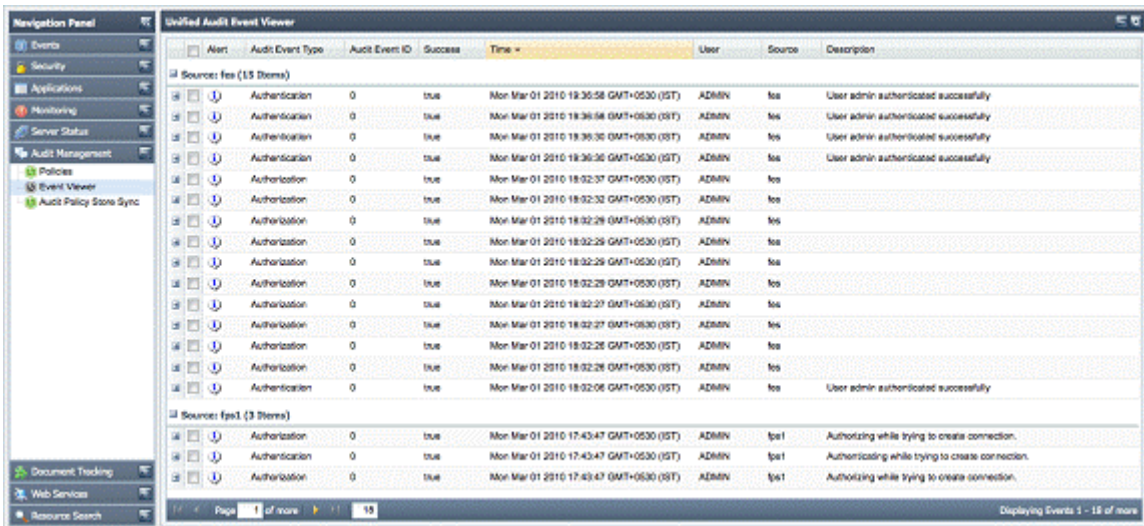 Navigation Panel
Events
Security
Applications
Monitoring
Server Status
Audit Management
Policies
Event Viewer
Audit Policy Store Sync
Document Tracking
Web Services
Resource Search
Unified Audit Event Viewer
Alert Audit Event Type Audit Event ID Success Time User Source Description
Source: fes (15 Items)
Authentication 0 true Mon Mar 01 2010 19:36:58 GMT+0530 (IST) ADMIN fes User admin authenticated successfully
Authentication 0 true Mon Mar 01 2010 19:36:58 GMT+0530 (IST) ADMIN fes User admin authenticated successfully
Authentication 0 true Mon Mar 01 2010 19:36:30 GMT+0530 (IST) ADMIN fes User admin authenticated successfully
Authentication 0 true Mon Mar 01 2010 19:36:30 GMT+0530 (IST) ADMIN fes User admin authenticated successfully
Authorization 0 true Mon Mar 01 2010 18:02:37 GMT+0530 (IST) ADMIN fes
Authorization 0 true Mon Mar 01 2010 18:02:32 GMT+0530 (IST) ADMIN fes
Authorization 0 true Mon Mar 01 2010 18:02:29 GMT+0530 (IST) ADMIN fes
Authorization 0 true Mon Mar 01 2010 18:02:29 GMT+0530 (IST) ADMIN fes
Authorization 0 true Mon Mar 01 2010 18:02:29 GMT+0530 (IST) ADMIN fes
Authorization 0 true Mon Mar 01 2010 18:02:29 GMT+0530 (IST) ADMIN fes
Authorization 0 true Mon Mar 01 2010 18:02:27 GMT+0530 (IST) ADMIN fes
Authorization 0 true Mon Mar 01 2010 18:02:27 GMT+0530 (IST) ADMIN fes
Authorization 0 true Mon Mar 01 2010 18:02:26 GMT+0530 (IST) ADMIN fes
Authorization 0 true Mon Mar 01 2010 18:02:26 GMT+0530 (IST) ADMIN fes
Authentication 0 true Mon Mar 01 2010 18:02:06 GMT+0530 (IST) ADMIN fes User admin authenticated successfully
Source: fps1 (3 Items)
Authorization 0 true Mon Mar 01 2010 17:43:47 GMT+0530 (IST) ADMIN fps1 Authorizing while trying to create connection.
Authentication 0 true Mon Mar 01 2010 17:43:47 GMT+0530 (IST) ADMIN fps1 Authenticating while trying to create connection.
Authorization 0 true Mon Mar 01 2010 17:43:47 GMT+0530 (IST) ADMIN fps1 Authorizing while trying to create connection.
Page 1 of more 18 Displaying Events 1 - 18 of more